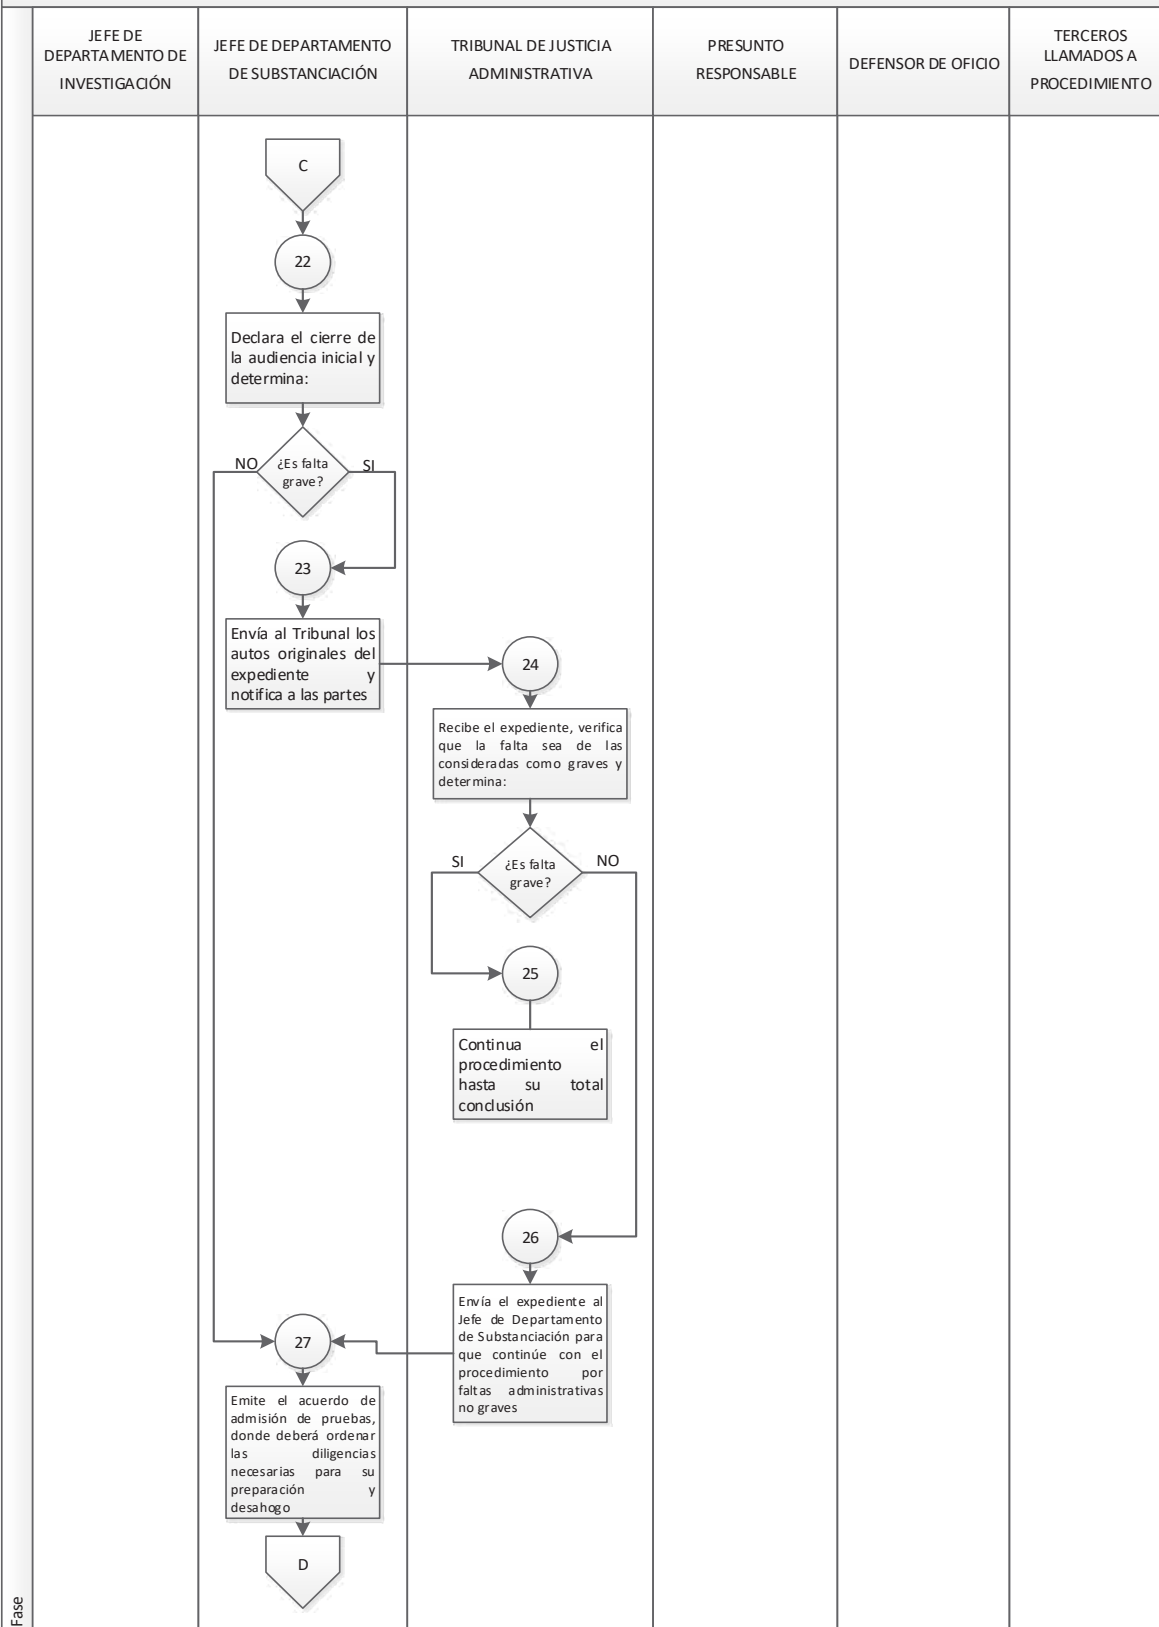 JEFE DE
DEPARTAMENTO DE
INVESTIGACIÓN
JEFE DE DEPARTAMENTO
DE SUBSTANCIACIÓN
TRIBUNAL DE JUSTICIA
ADMINISTRATIVA
PRESUNTO
RESPONSABLE
DEFENSOR DE OFICIO
TERCEROS
LLAMADOS A
PROCEDIMIENTO
C
22
Declara el cierre de
la audiencia inicial y
determina:
NO
¿Es falta
grave?
SI
23
Envía al Tribunal los
autos originales del
expediente y
notifica a las partes
24
Recibe el expediente, verifica
que la falta sea de las
consideradas como graves y
determina:
SI
¿Es falta
grave?
NO
25
Continua el
procedimiento
hasta su total
conclusión
26
Envía el expediente al
Jefe de Departamento
de Substanciación para
que continúe con el
procedimiento por
faltas administrativas
no graves
27
Emite el acuerdo de
admisión de pruebas,
donde deberá ordenar
las diligencias
necesarias para su
preparación y
desahogo
D
Fase